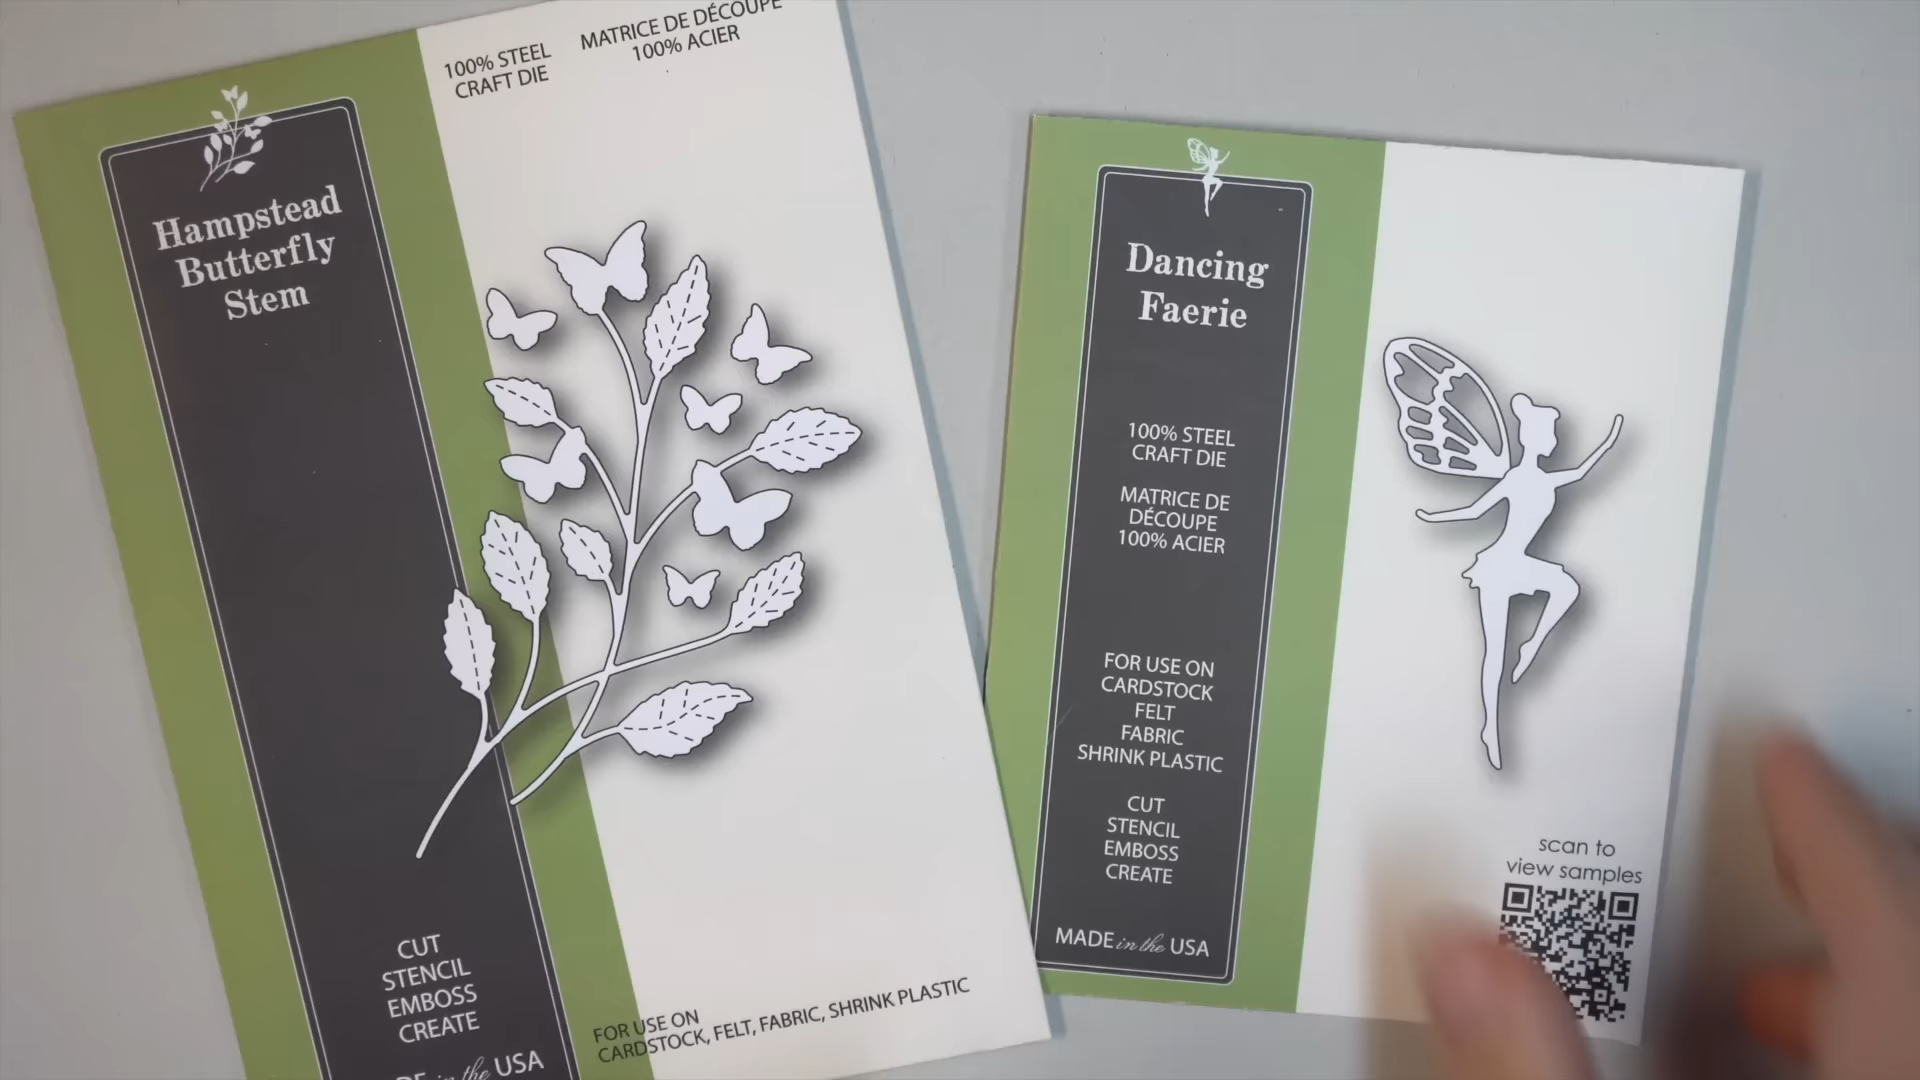 100% STEEL
CRAFT DIE
MATRICE DE DÉCOUPE
100% ACIER
Hampstead
Butterfly
Stem
CUT
STENCIL
EMBOSS
CREATE
in the USA
FOR USE ON
CARDSTOCK, FELT, FABRIC, SHRINK PLASTIC
Dancing
Faerie
100% STEEL
CRAFT DIE
MATRICE DE
DÉCOUPE
100% ACIER
FOR USE ON
CARDSTOCK
FELT
FABRIC
SHRINK PLASTIC
CUT
STENCIL
EMBOSS
CREATE
MADE in the USA
scan to
view samples